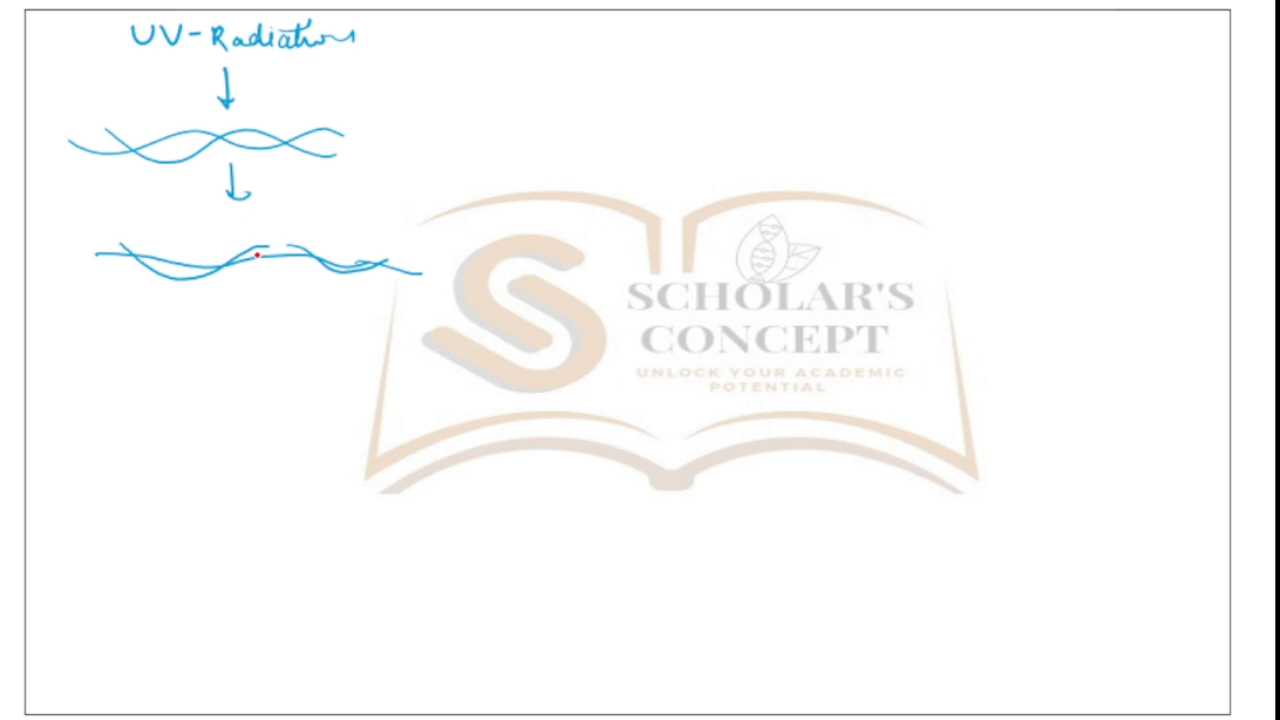 UV-Radiation
SCHOLAR'S
CONCEPT
UNLOCK YOUR ACADEMIC
POTENTIAL